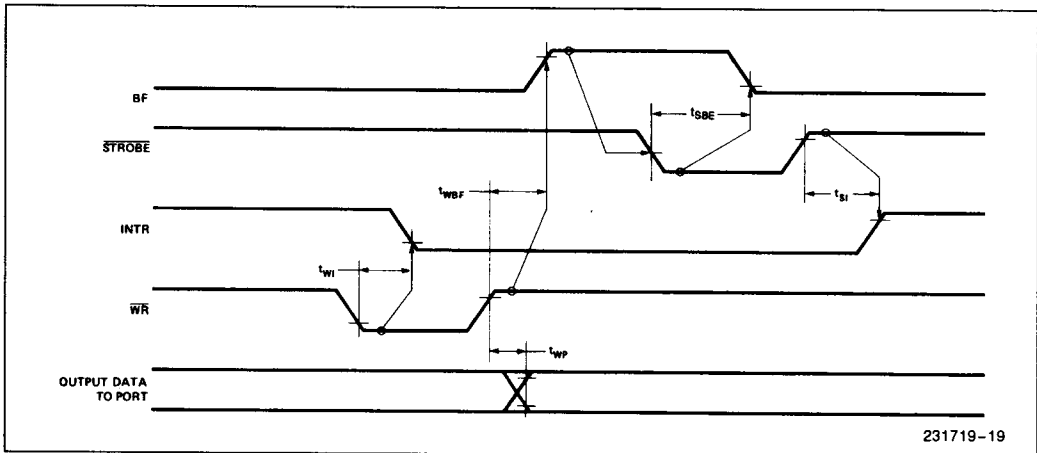 BF
t_SBE
STROBE
t_WBF
t_SI
INTR
t_WI
WR
t_WP
OUTPUT DATA
TO PORT
231719-19